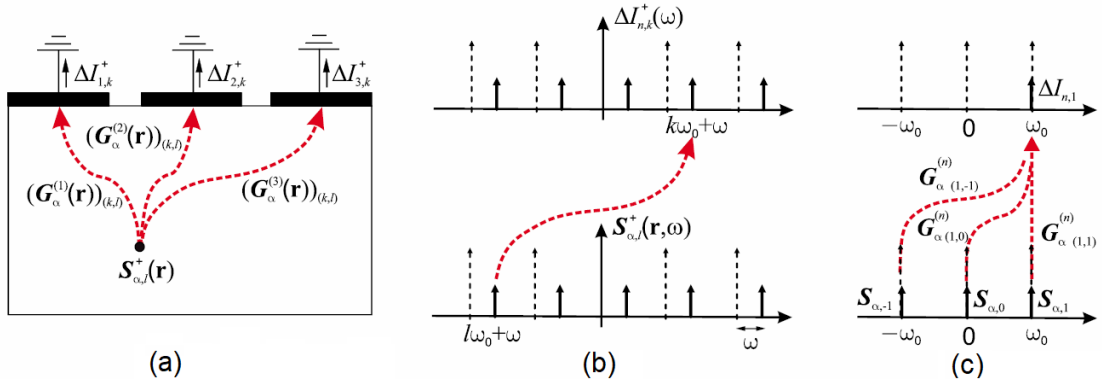 ΔI⁺₁,ₖ
ΔI⁺₂,ₖ
ΔI⁺₃,ₖ
(G_α^(2)(r))_(k,l)
(G_α^(1)(r))_(k,l)
(G_α^(3)(r))_(k,l)
S⁺_α,l(r)
(a)
ΔI⁺_n,k(ω)
kω₀+ω
S⁺_α,l(r,ω)
lω₀+ω
ω
(b)
ΔI_n,1
−ω₀
0
ω₀
G_α^(n)_(1,-1)
G_α^(n)_(1,0)
G_α^(n)_(1,1)
S_α,-1
S_α,0
S_α,1
−ω₀
0
ω₀
(c)